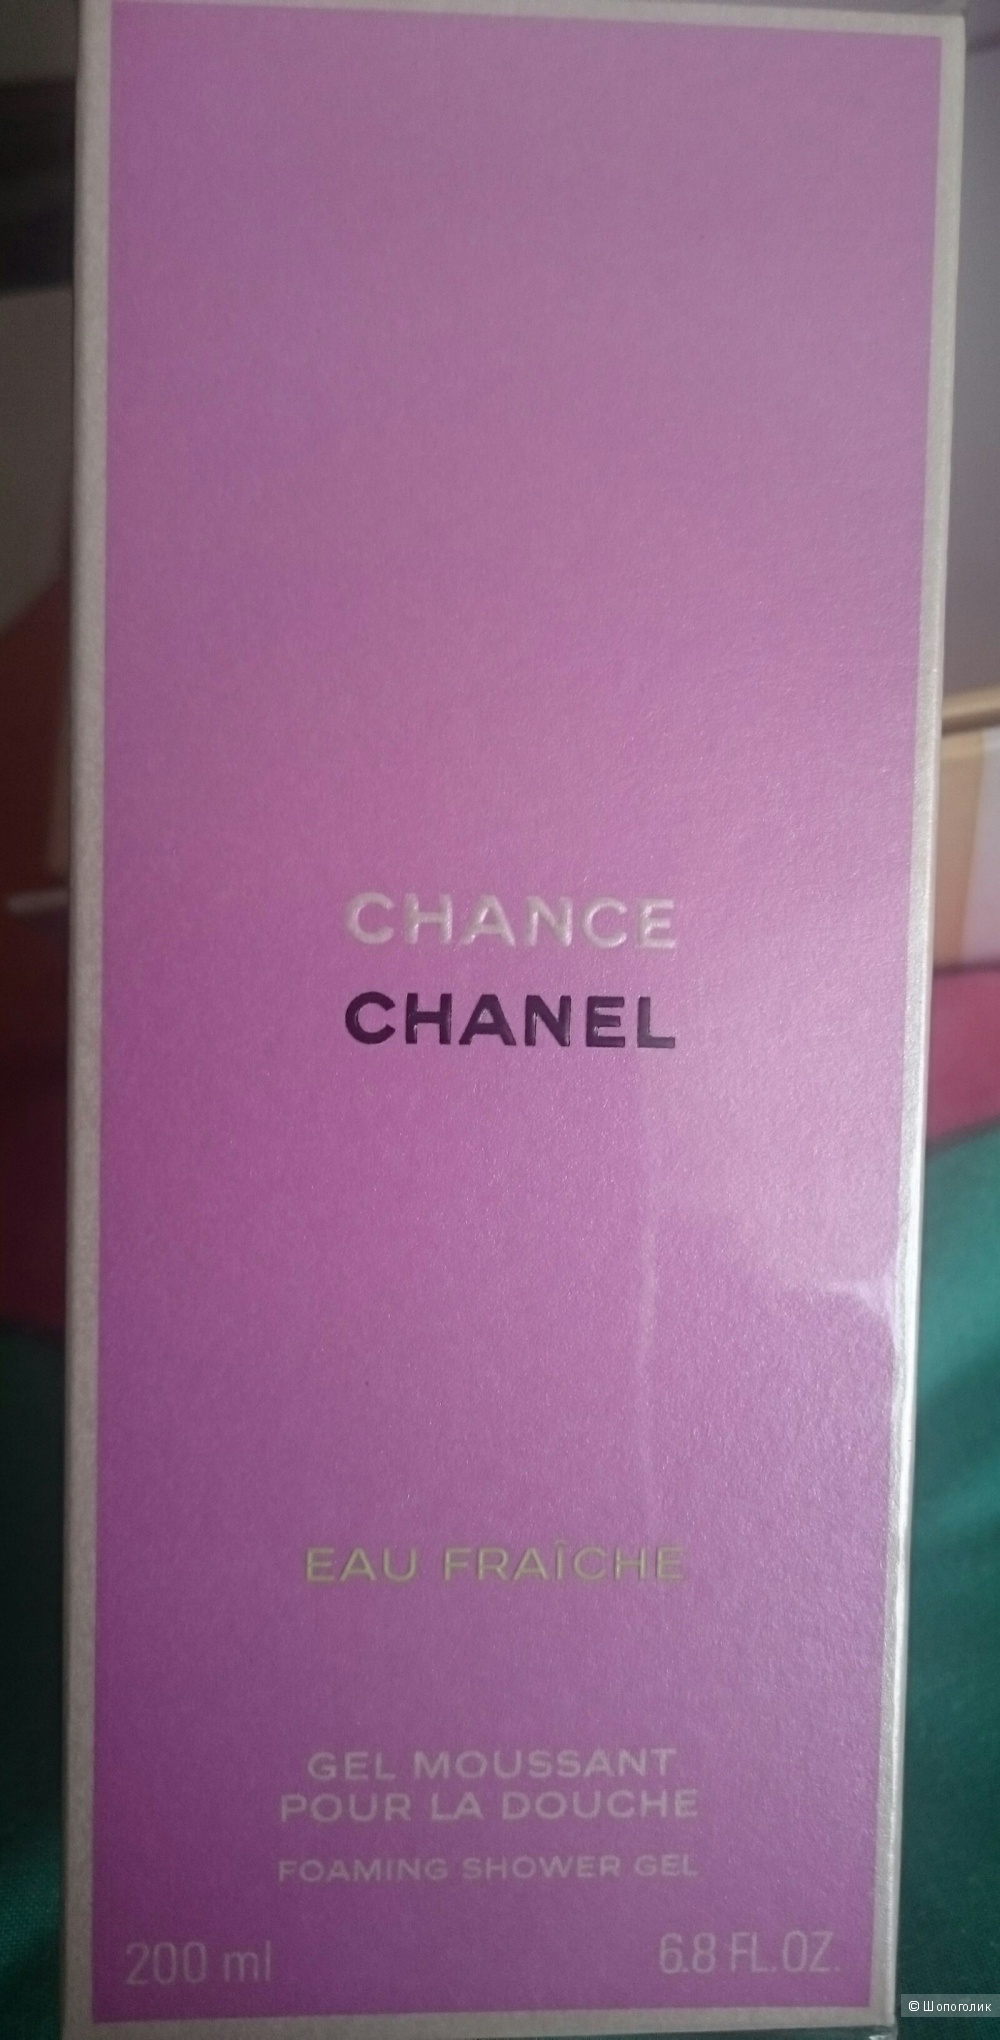 CHANCE
CHANEL
EAU FRAÎCHE
GEL MOUSSANT
POUR LA DOUCHE
FOAMING SHOWER GEL
200 ml 6.8 FL.OZ.
© Шопоголик